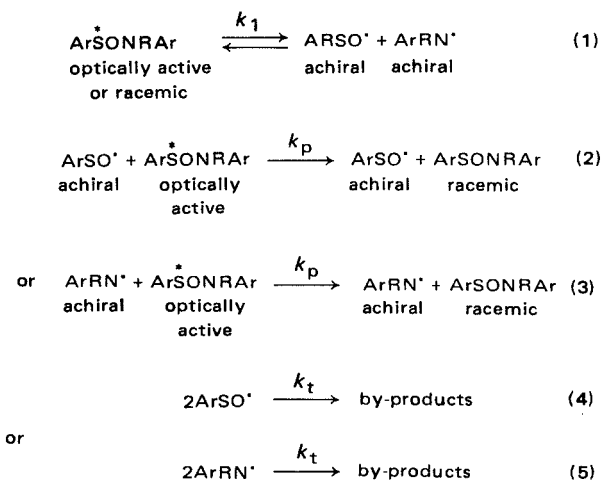 k1
*
ArSONRAr ⇌ ARSO· + ArRN· (1)
optically active achiral achiral
or racemic
kp
*
ArSO· + ArSONRAr → ArSO· + ArSONRAr (2)
achiral optically achiral racemic
active
kp
*
or ArRN· + ArSONRAr → ArRN· + ArSONRAr (3)
achiral optically achiral racemic
active
kt
2ArSO· → by-products (4)
or
kt
2ArRN· → by-products (5)